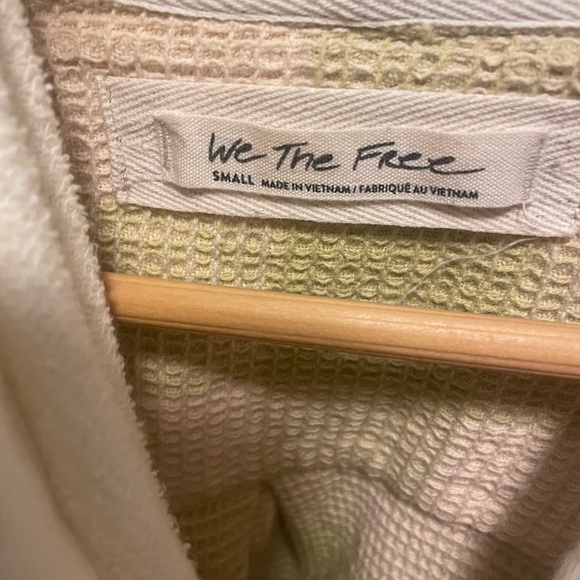 We The Free
SMALL MADE IN VIETNAM / FABRIQUÉ AU VIETNAM